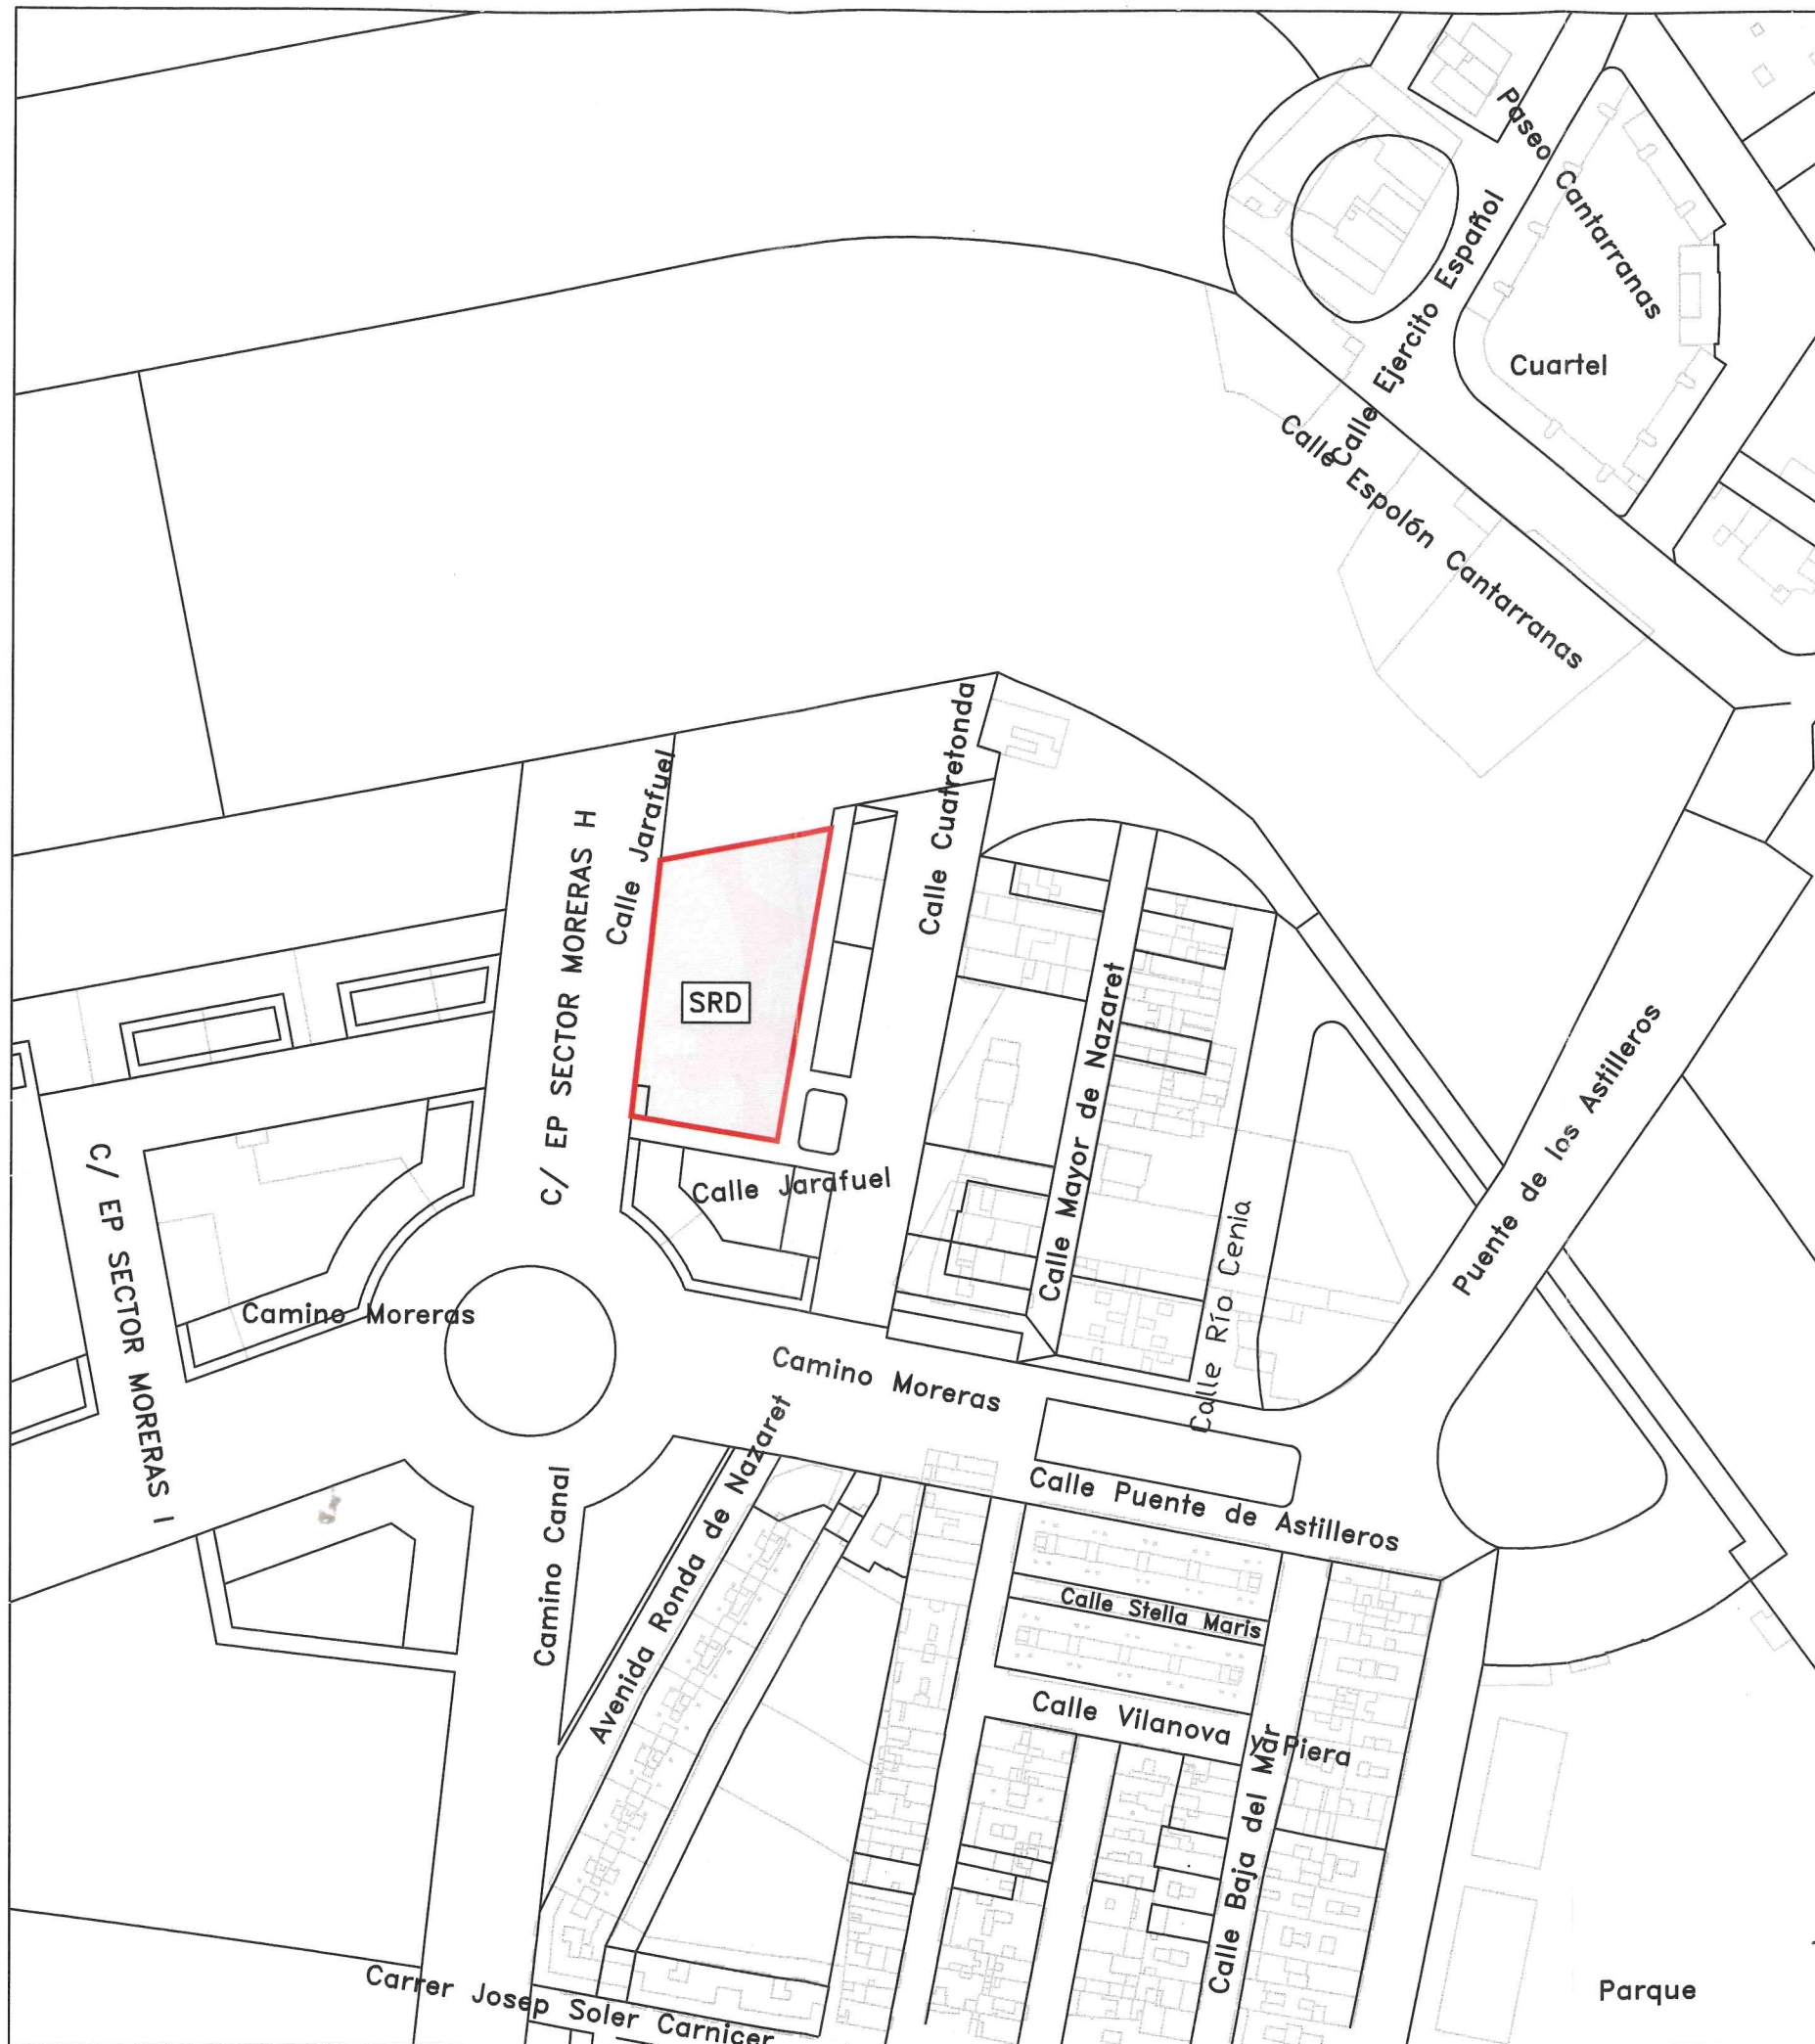 Paseo Cantarranas
Calle Ejercito Español
Cuartel
Calle Espolón Cantarranas
Calle Cuatretonda
Calle Jarafuel
C/ EP SECTOR MORERAS H
SRD
Calle Mayor de Nazaret
Puente de los Astilleros
C/ EP SECTOR MORERAS I
Calle Jarafuel
Calle Río Cenia
Camino Moreras
Camino Moreras
Avenida Ronda de Nazaret
Camino Canal
Calle Puente de Astilleros
Calle Stella Maris
Calle Vilanova y Piera
Calle Baja del Mar
Carrer Josep Soler Carnicer
Parque